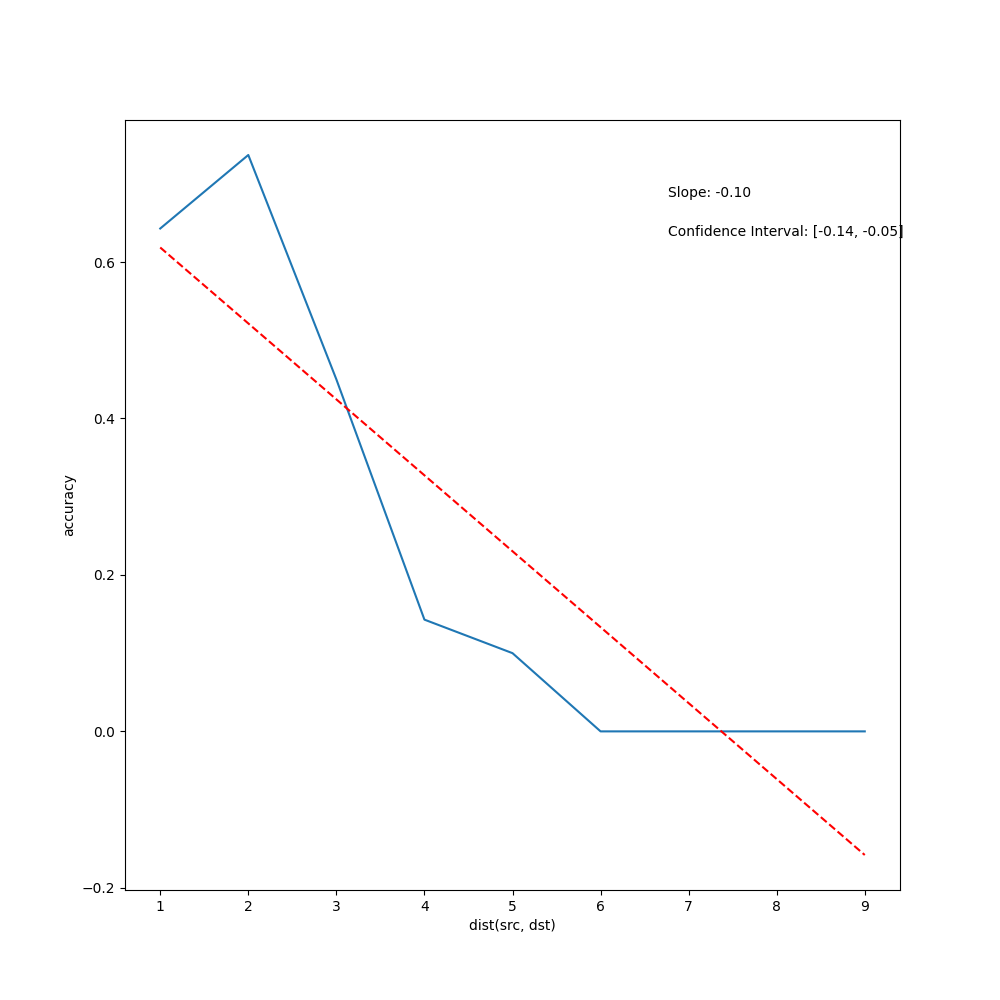 Slope: -0.10
Confidence Interval: [-0.14, -0.05]
0.6
0.4
0.2
0.0
−0.2
accuracy
1 2 3 4 5 6 7 8 9
dist(src, dst)